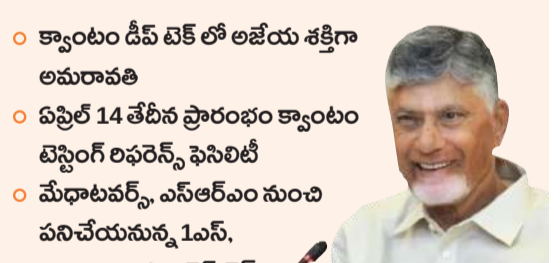 క్వాంటం డీప్ టెక్ లో అజేయ శక్తిగా
అమరావతి
ఏప్రిల్ 14 తేదీన ప్రారంభం క్వాంటం
టెస్టింగ్ రిఫరెన్స్ ఫెసిలిటీ
మేధాటవర్స్, ఎస్ఆర్ఎం నుంచి
పనిచేయనున్న 1ఎస్,